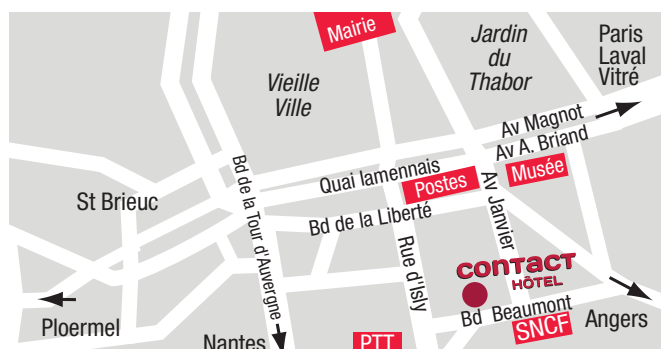 Mairie
Jardin
du
Thabor
Paris
Laval
Vitré
Vieille
Ville
Av Magnot
Av A. Briand
Musée
Quai lamennais
Postes
Bd de la Tour d'Auvergne
St Brieuc
Bd de la Liberté
Av Janvier
Rue d'Isly
CONTACT
HÔTEL
Bd Beaumont
SNCF
Angers
Ploermel
Nantes
PTT